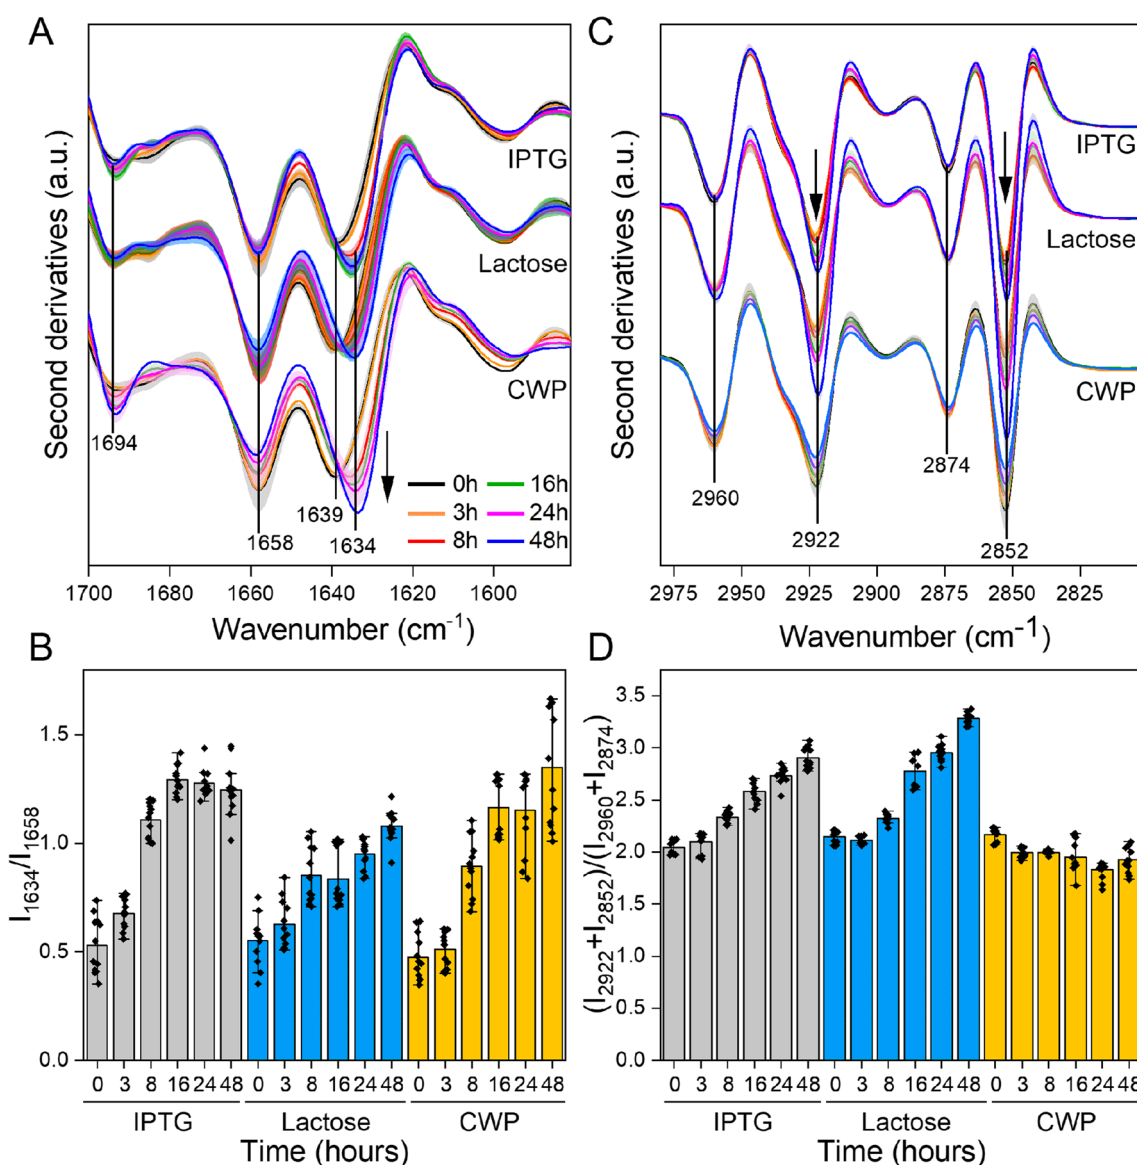 A
Second derivatives (a.u.)
IPTG
Lactose
CWP
1694
1658
1639
1634
0h
3h
8h
16h
24h
48h
1700 1680 1660 1640 1620 1600
Wavenumber (cm⁻¹)
C
Second derivatives (a.u.)
IPTG
Lactose
CWP
2960
2922
2874
2852
2975 2950 2925 2900 2875 2850 2825
Wavenumber (cm⁻¹)
B
I₁₆₃₄/I₁₆₅₈
1.5
1.0
0.5
0.0
0 3 8 16 24 48 0 3 8 16 24 48 0 3 8 16 24 48
IPTG Lactose CWP
Time (hours)
D
(I₂₉₂₂+I₂₈₅₂)/(I₂₉₆₀+I₂₈₇₄)
3.5
3.0
2.5
2.0
1.5
1.0
0.5
0.0
0 3 8 16 24 48 0 3 8 16 24 48 0 3 8 16 24 48
IPTG Lactose CWP
Time (hours)